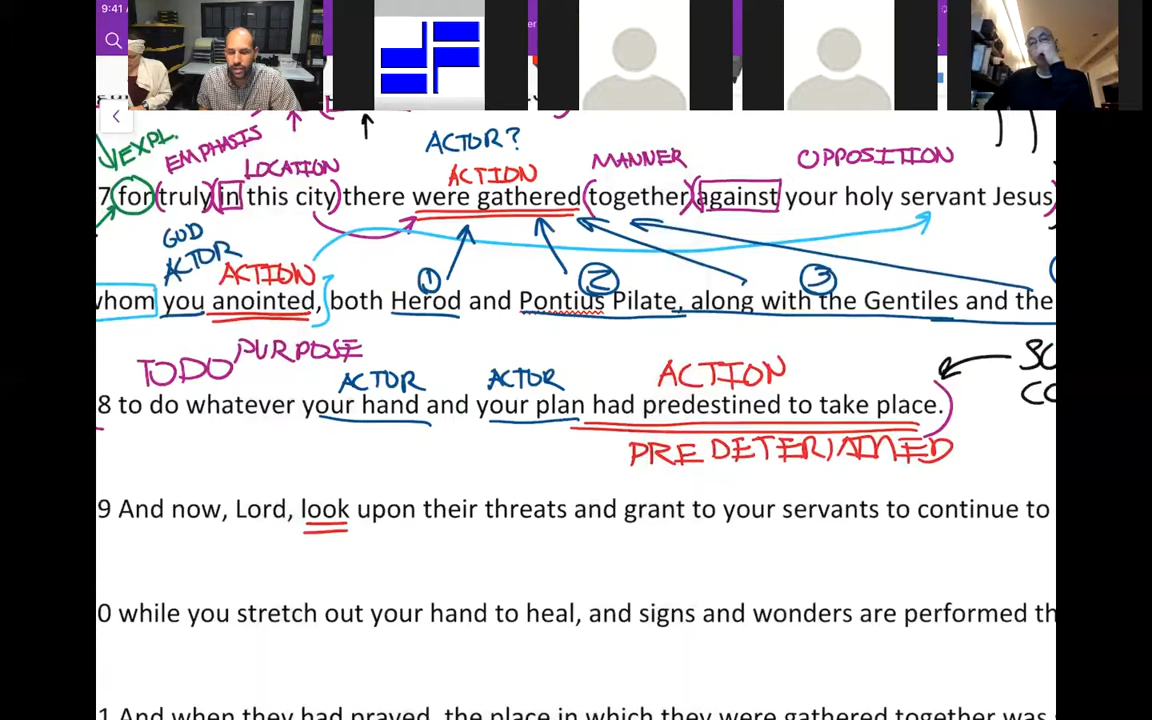 9:41
ACTOR?
EXPL. EMPHASIS LOCATION ACTION MANNER OPPOSITION
7 for truly in this city there were gathered together against your holy servant Jesus
GOD
ACTOR ACTION 1 2 3
whom you anointed, both Herod and Pontius Pilate, along with the Gentiles and the
TODO PURPOSE
ACTOR ACTOR ACTION
8 to do whatever your hand and your plan had predestined to take place.
PREDETERIAMED
9 And now, Lord, look upon their threats and grant to your servants to continue to
0 while you stretch out your hand to heal, and signs and wonders are performed th
1 And when they had prayed, the place in which they were gathered together was